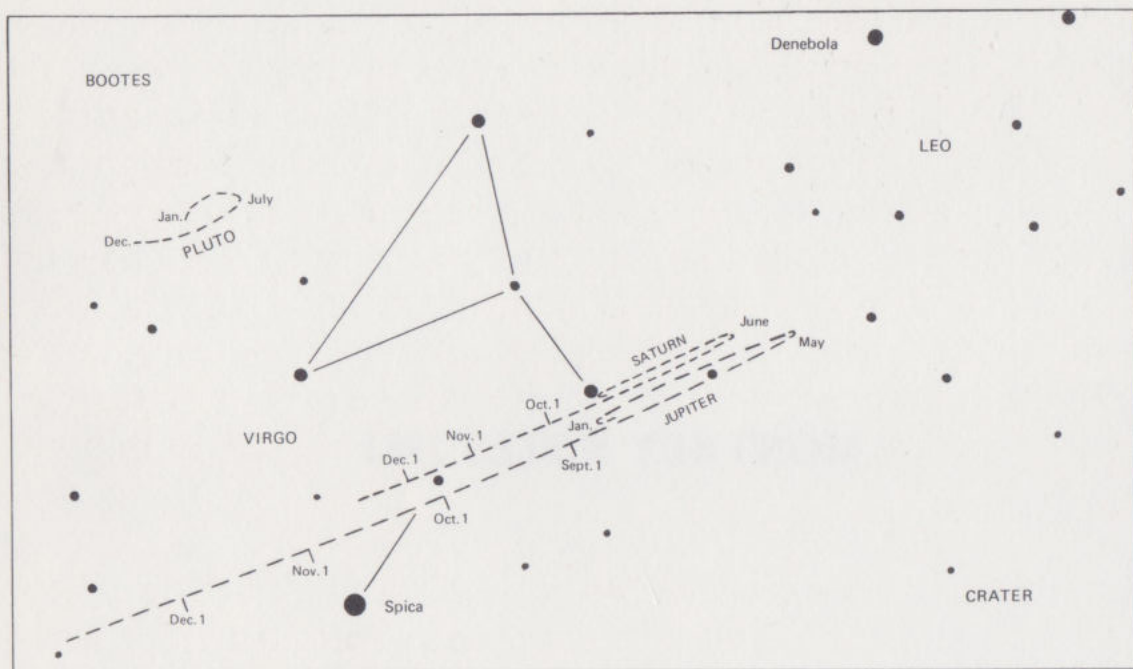 Denebola
BOOTES
LEO
July
Jan.
Dec.
PLUTO
June
May
SATURN
JUPITER
Oct. 1
Jan.
VIRGO
Nov. 1
Dec. 1
Sept. 1
Oct. 1
Nov. 1
Dec. 1
Spica
CRATER